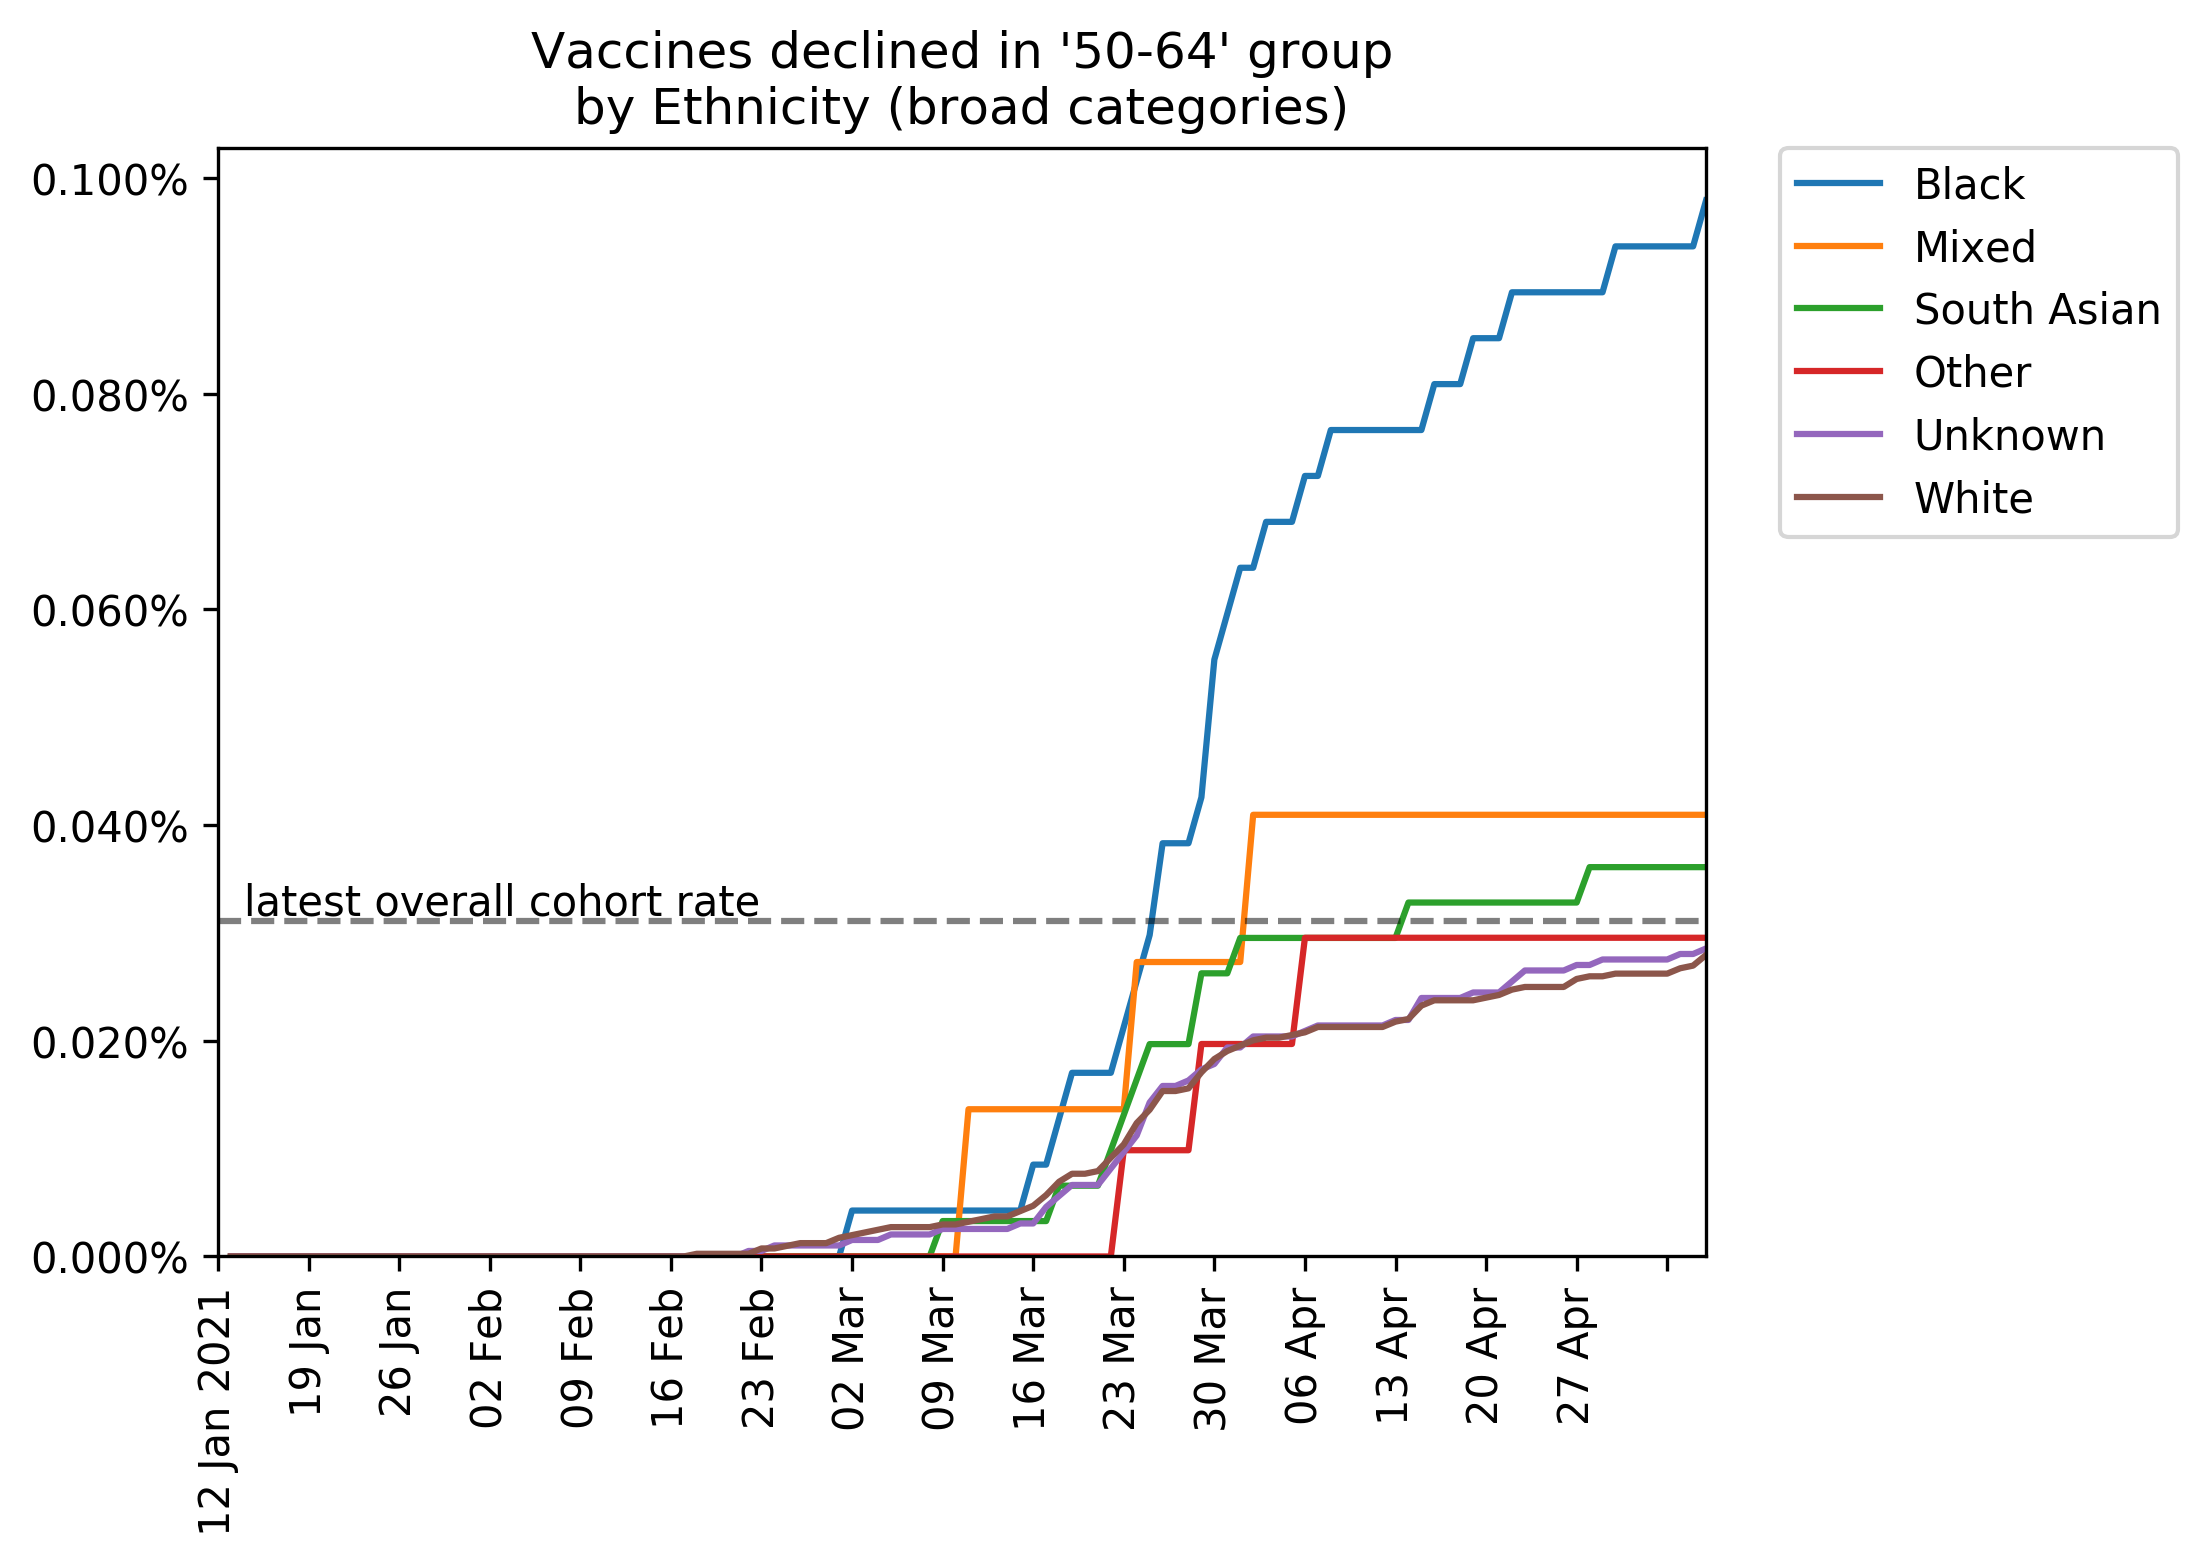 Vaccines declined in '50-64' group
by Ethnicity (broad categories)
0.100%
0.080%
0.060%
0.040%
0.020%
0.000%
latest overall cohort rate
12 Jan 2021
19 Jan
26 Jan
02 Feb
09 Feb
16 Feb
23 Feb
02 Mar
09 Mar
16 Mar
23 Mar
30 Mar
06 Apr
13 Apr
20 Apr
27 Apr
Black
Mixed
South Asian
Other
Unknown
White